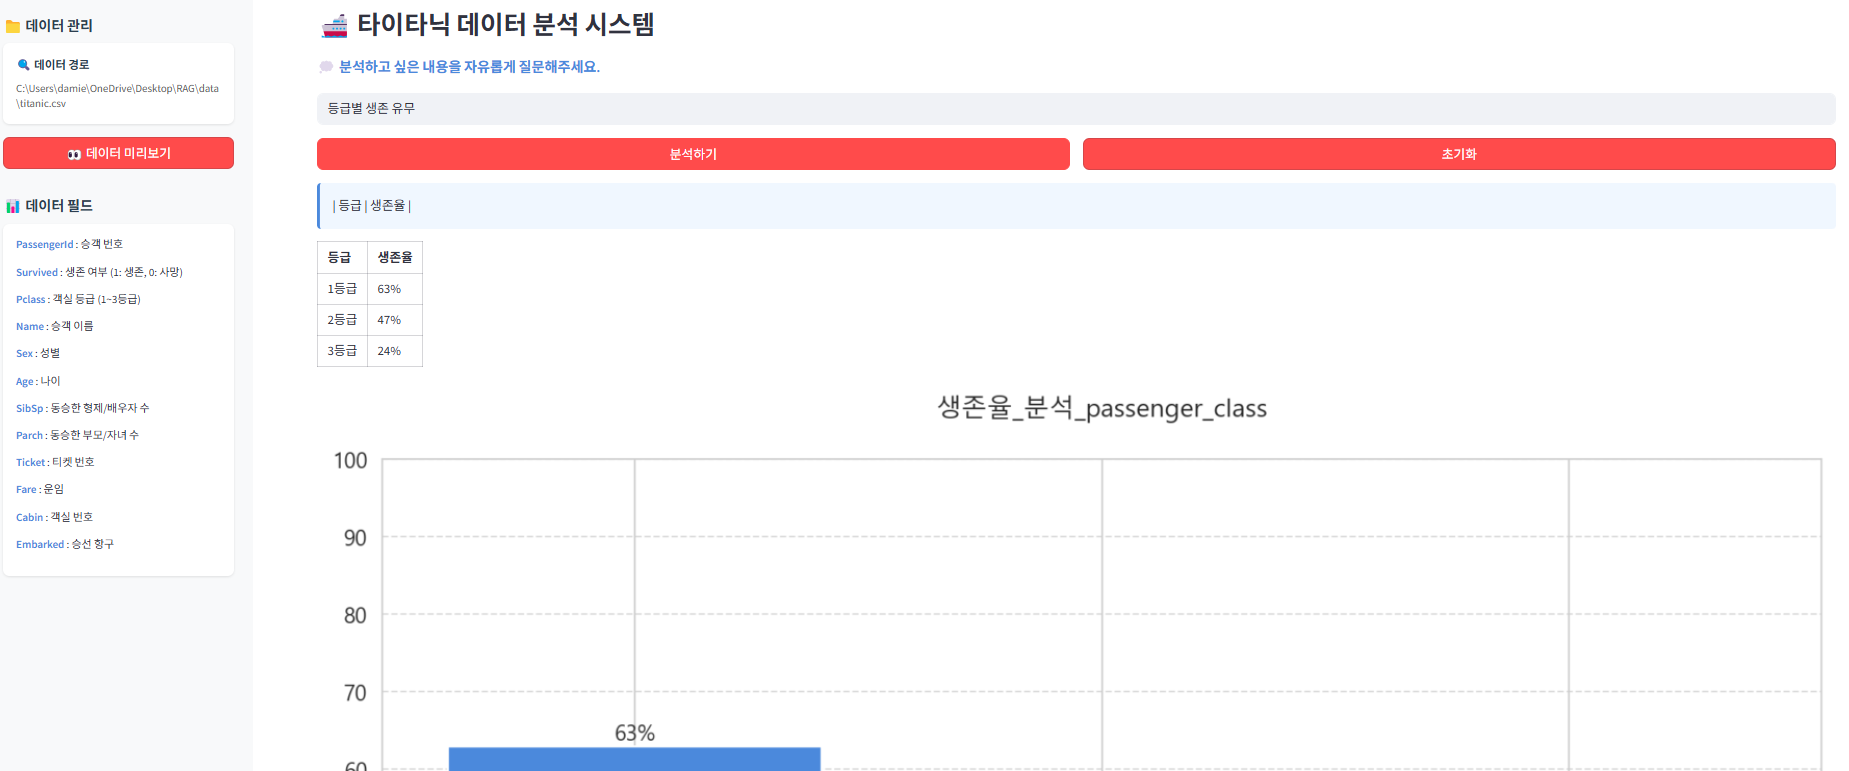 데이터 관리
데이터 경로
C:\Users\damie\OneDrive\Desktop\RAG\data
\titanic.csv
데이터 미리보기
데이터 필드
PassengerId : 승객 번호
Survived : 생존 여부 (1: 생존, 0: 사망)
Pclass : 객실 등급 (1~3등급)
Name : 승객 이름
Sex : 성별
Age : 나이
SibSp : 동승한 형제/배우자 수
Parch : 동승한 부모/자녀 수
Ticket : 티켓 번호
Fare : 운임
Cabin : 객실 번호
Embarked : 승선 항구
타이타닉 데이터 분석 시스템
분석하고 싶은 내용을 자유롭게 질문해주세요.
등급별 생존 유무
분석하기 초기화
| 등급 | 생존율 |
등급 생존율
1등급 63%
2등급 47%
3등급 24%
생존율_분석_passenger_class
100
90
80
70
63%
60